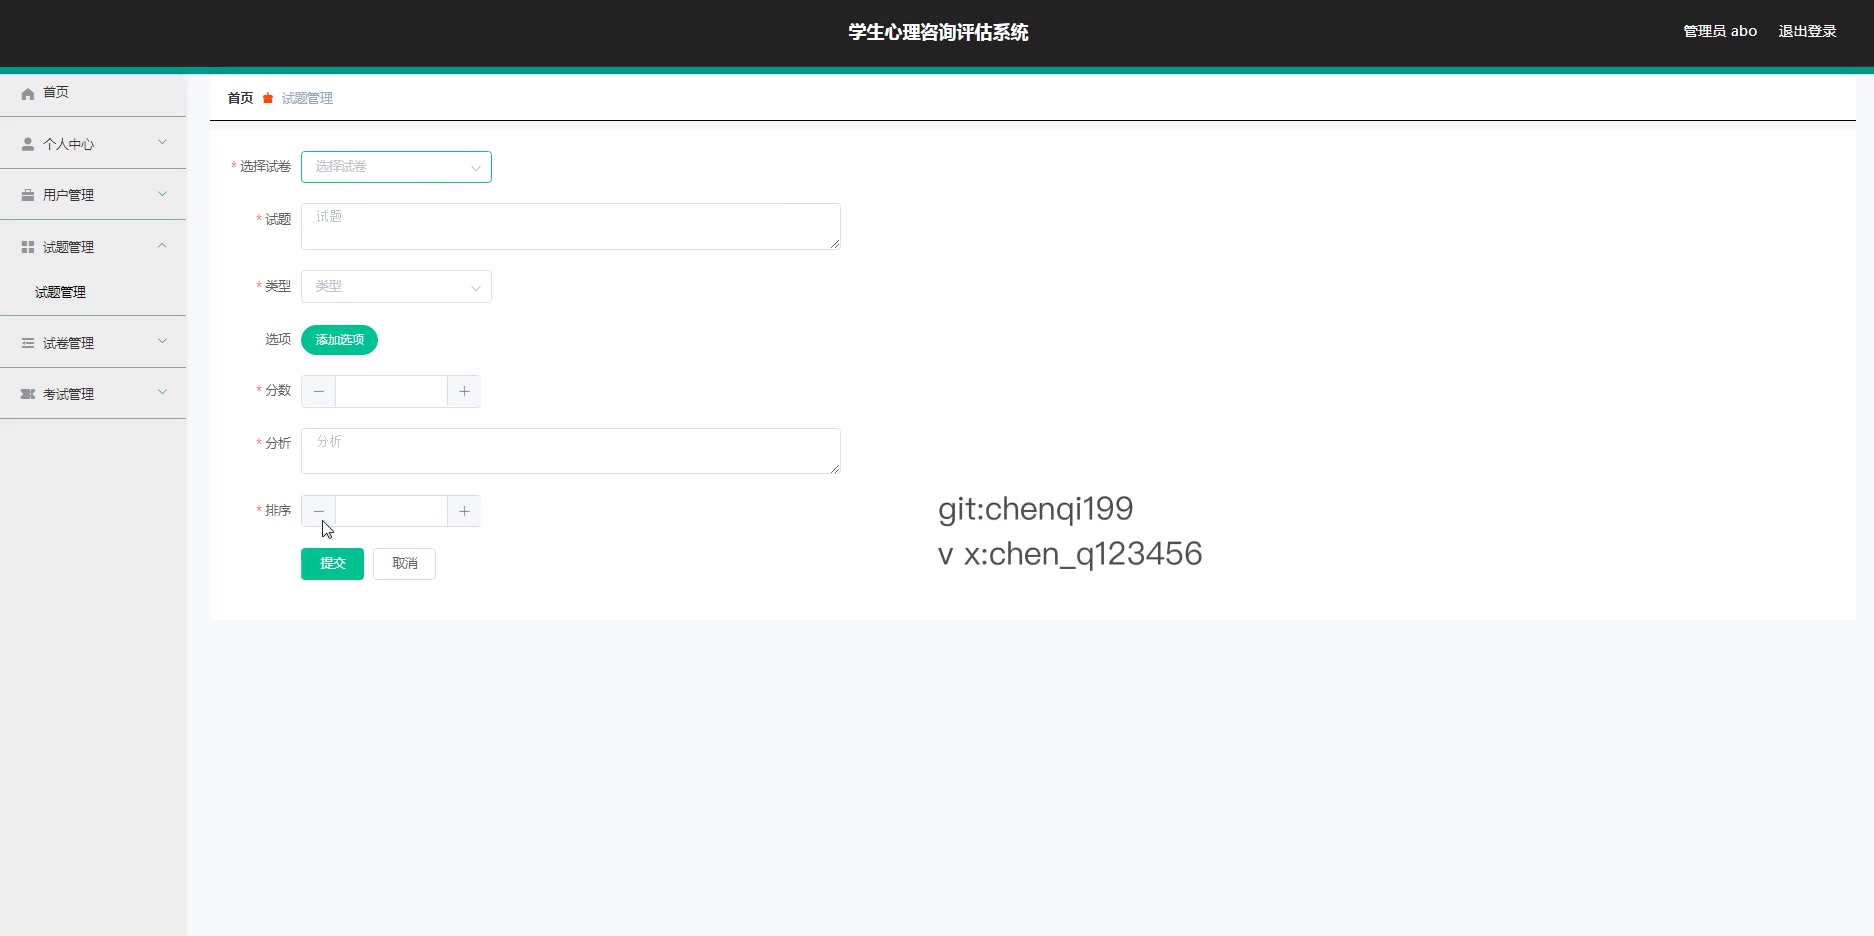 学生心理咨询评估系统
管理员 abo 退出登录
首页
个人中心
用户管理
试题管理
试题管理
试卷管理
考试管理
首页 试题管理
* 选择试卷 选择试卷
* 试题 试题
* 类型 类型
选项 添加选项
* 分数
* 分析 分析
* 排序
提交 取消
git:chenqi199
v x:chen_q123456